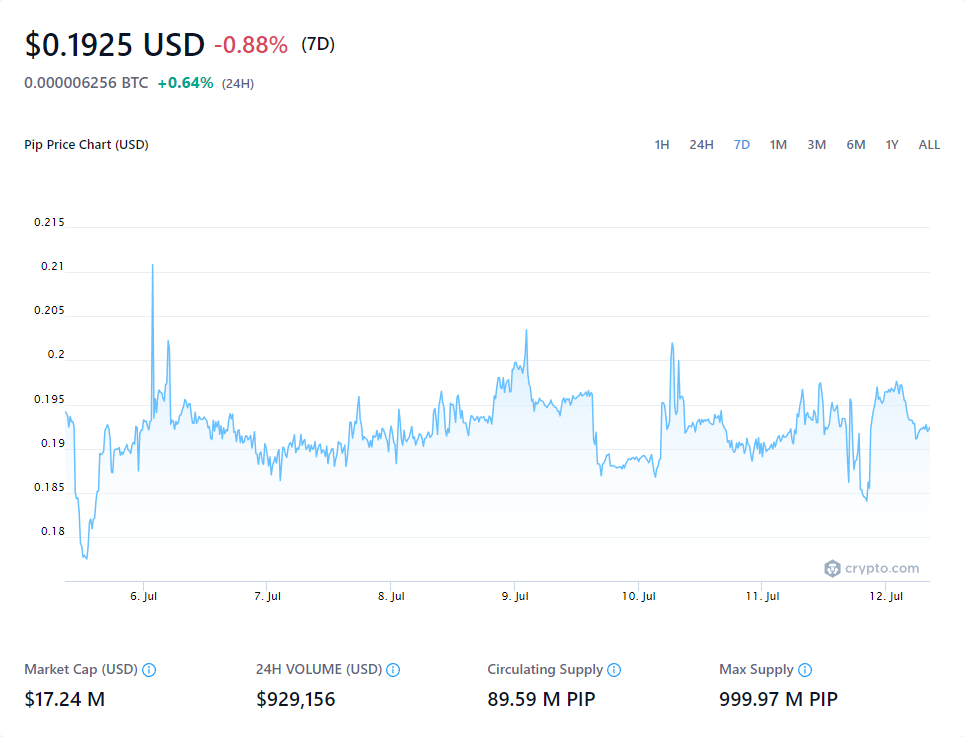 $0.1925 USD -0.88% (7D)
0.000006256 BTC +0.64% (24H)
Pip Price Chart (USD)
1H 24H 7D 1M 3M 6M 1Y ALL
0.215
0.21
0.205
0.2
0.195
0.19
0.185
0.18
crypto.com
6. Jul 7. Jul 8. Jul 9. Jul 10. Jul 11. Jul 12. Jul
Market Cap (USD) 24H VOLUME (USD) Circulating Supply Max Supply
$17.24 M $929,156 89.59 M PIP 999.97 M PIP